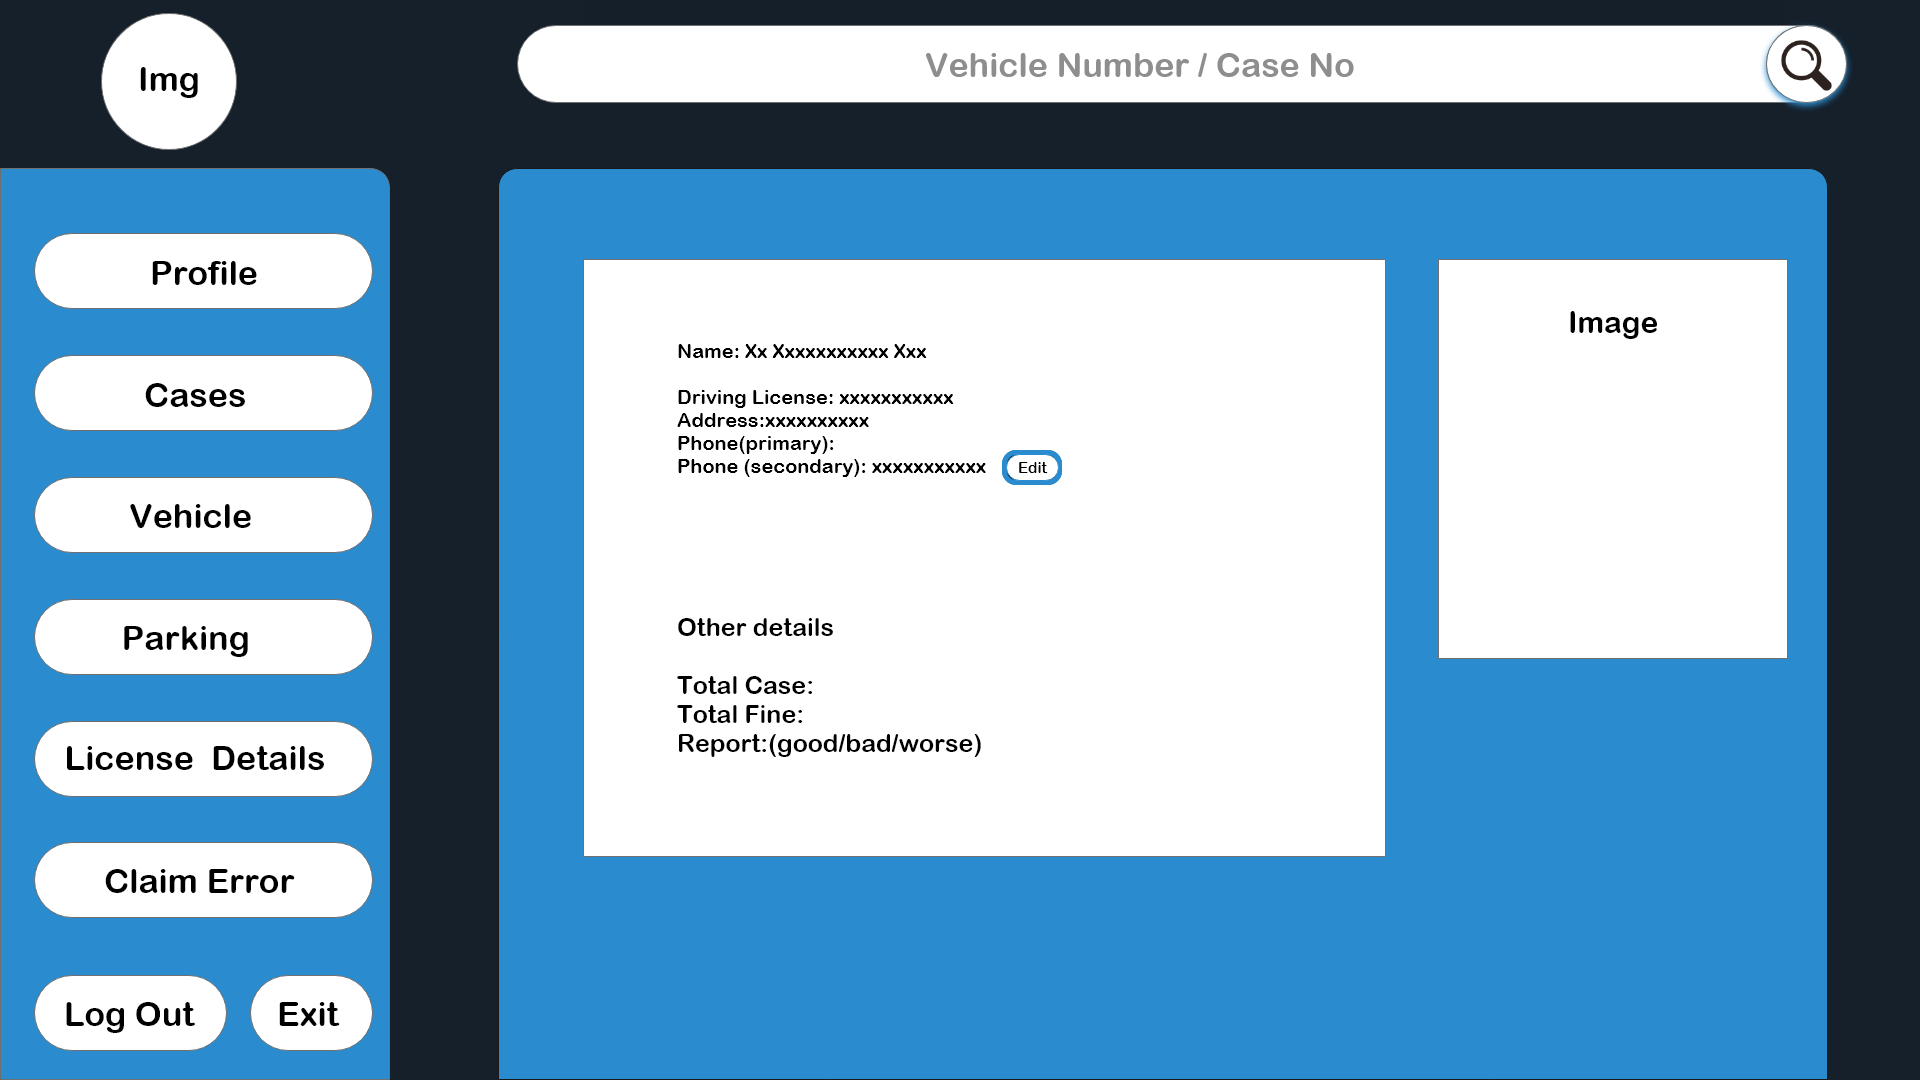 Img
Vehicle Number / Case No
Profile
Cases
Vehicle
Parking
License  Details
Claim Error
Log Out
Exit
Name: Xx Xxxxxxxxxxx Xxx
Driving License: xxxxxxxxxxx
Address:xxxxxxxxxx
Phone(primary):
Phone (secondary): xxxxxxxxxxx
Edit
Other details
Total Case:
Total Fine:
Report:(good/bad/worse)
Image